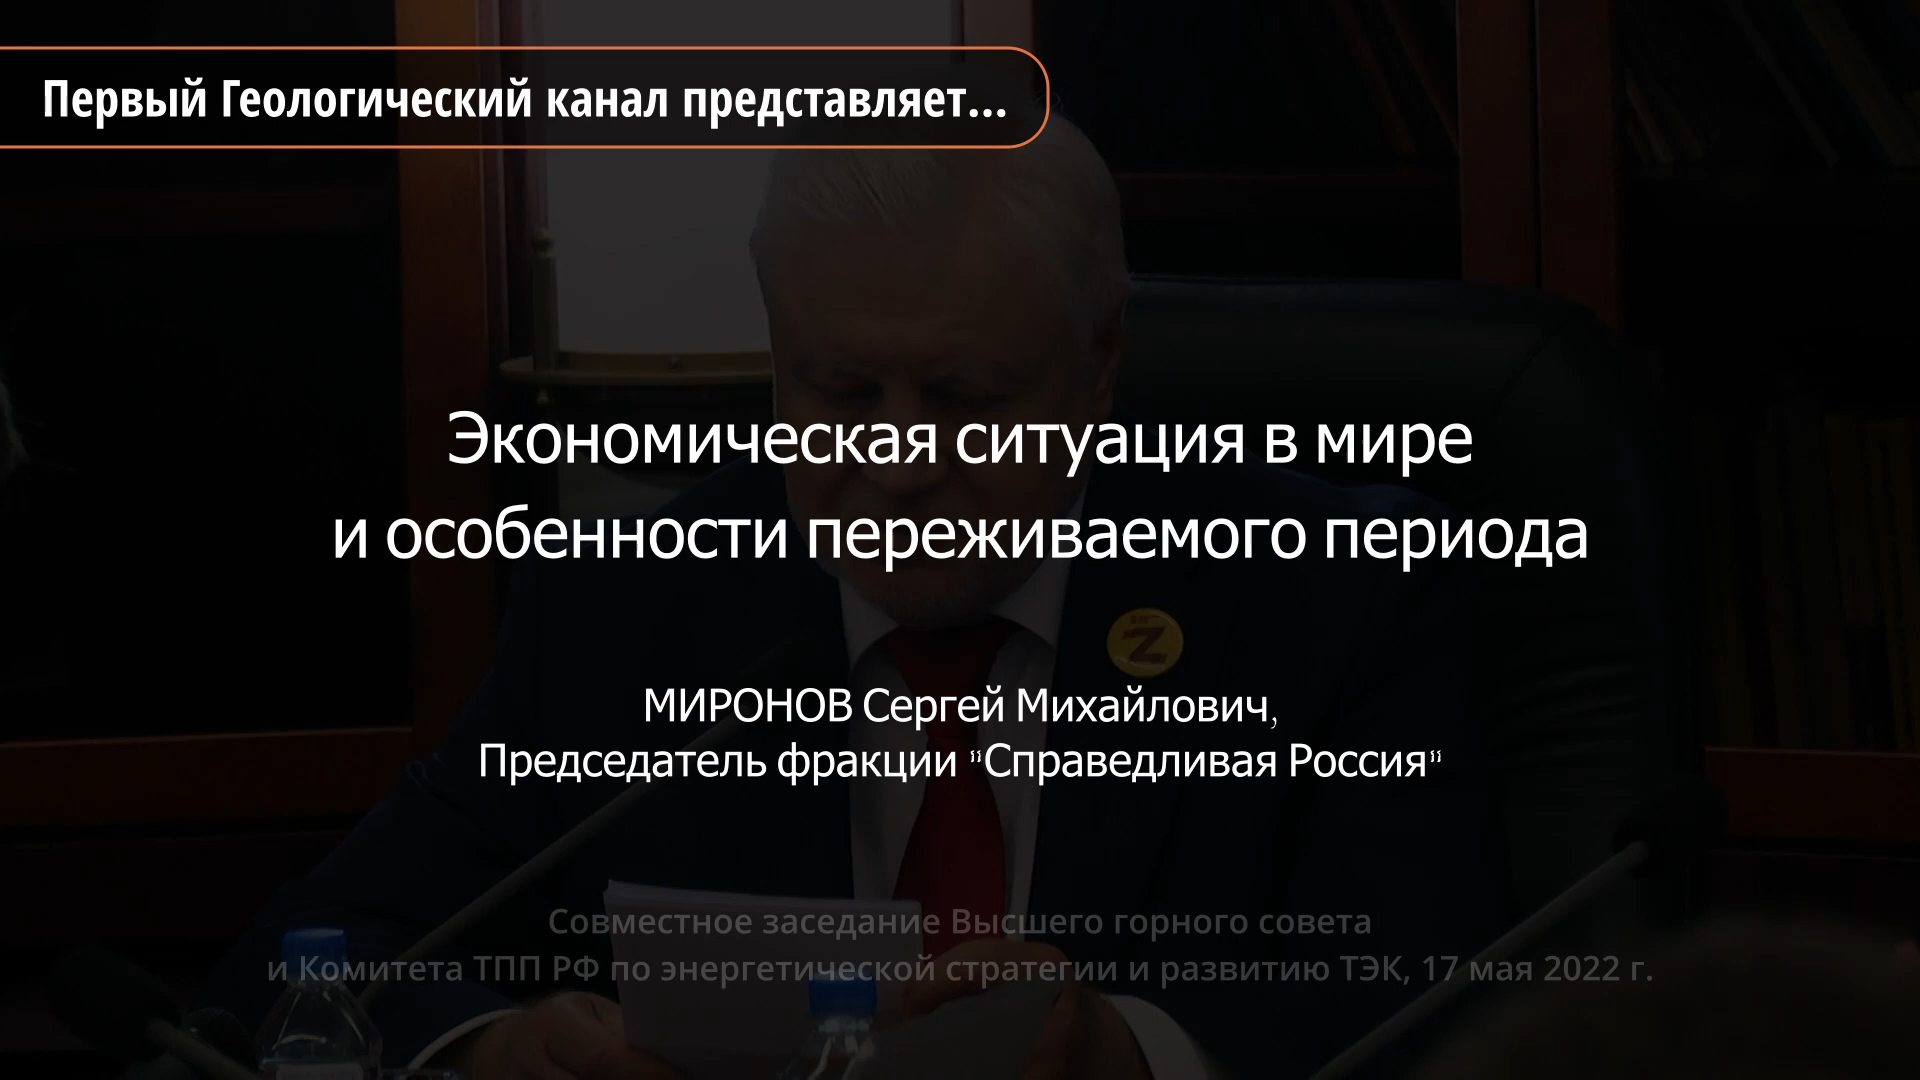 Первый Геологический канал представляет...
Экономическая ситуация в мире
и особенности переживаемого периода
Z
МИРОНОВ Сергей Михайлович,
Председатель фракции "Справедливая Россия"
Совместное заседание Высшего горного совета
и Комитета ТПП РФ по энергетической стратегии и развитию ТЭК, 17 мая 2022 г.